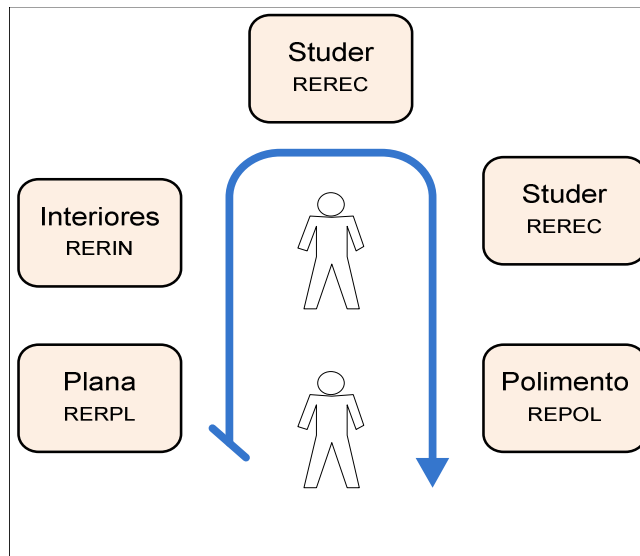 Studer
REREC
Interiores
RERIN
Studer
REREC
Plana
RERPL
Polimento
REPOL